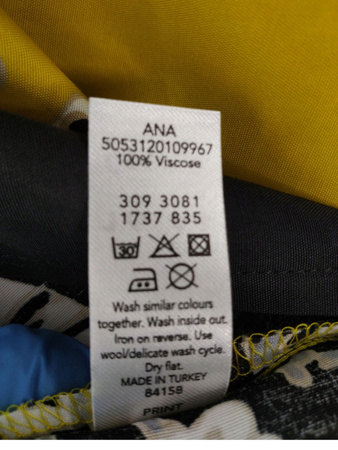 ANA
5053120109967
100% Viscose
309 3081
1737 835
30°
Wash similar colours
together. Wash inside out.
Iron on reverse. Use
wool/delicate wash cycle.
Dry flat.
MADE IN TURKEY
84158
PRINT